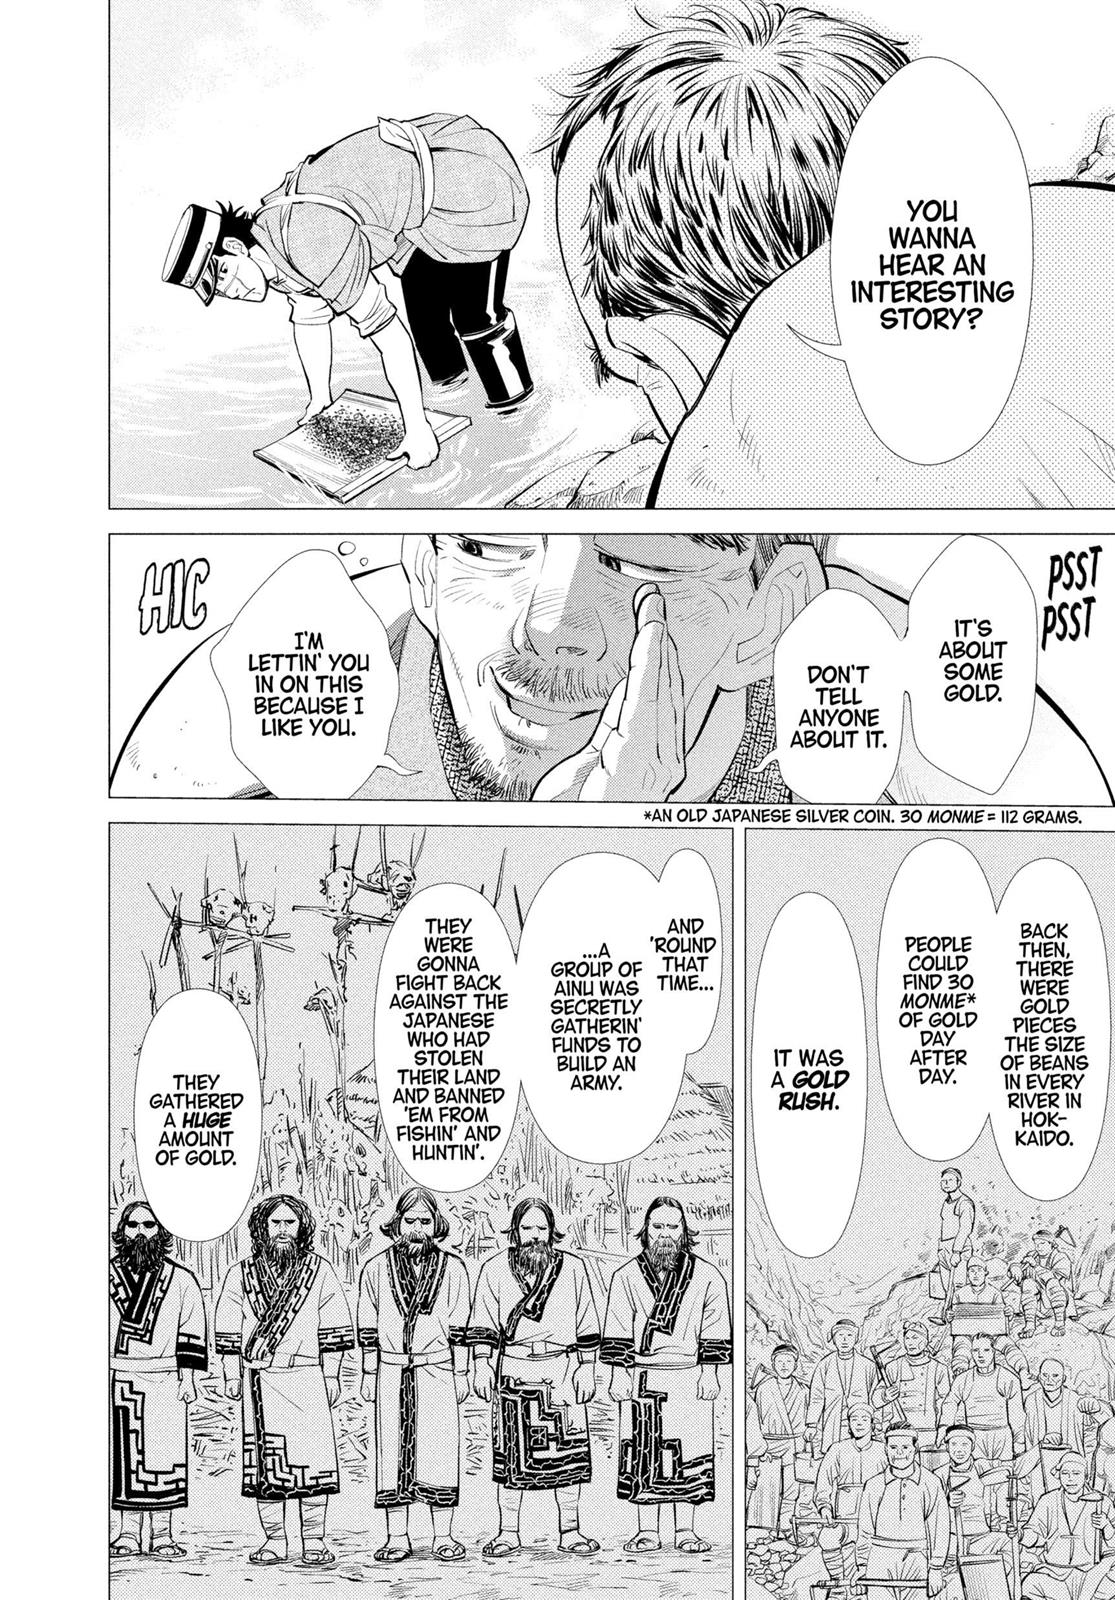 YOU
WANNA
HEAR AN
INTERESTING
STORY?
PSST
PSST
IT'S
ABOUT
SOME
GOLD.
DON'T
TELL
ANYONE
ABOUT IT.
I'M
LETTIN' YOU
IN ON THIS
BECAUSE I
LIKE YOU.
HIC
*AN OLD JAPANESE SILVER COIN. 30 MONME = 112 GRAMS.
BACK
THEN,
THERE
WERE
GOLD
PIECES
THE SIZE
OF BEANS
IN EVERY
RIVER IN
HOK-
KAIDO.
PEOPLE
COULD
FIND 30
MONME*
OF GOLD
DAY
AFTER
DAY.
IT WAS
A GOLD
RUSH.
AND
'ROUND
THAT
TIME...
...A
GROUP OF
AINU WAS
SECRETLY
GATHERIN'
FUNDS TO
BUILD AN
ARMY.
THEY
WERE
GONNA
FIGHT BACK
AGAINST THE
JAPANESE
WHO HAD
STOLEN
THEIR LAND
AND BANNED
'EM FROM
FISHIN' AND
HUNTIN'.
THEY
GATHERED
A HUGE
AMOUNT
OF GOLD.